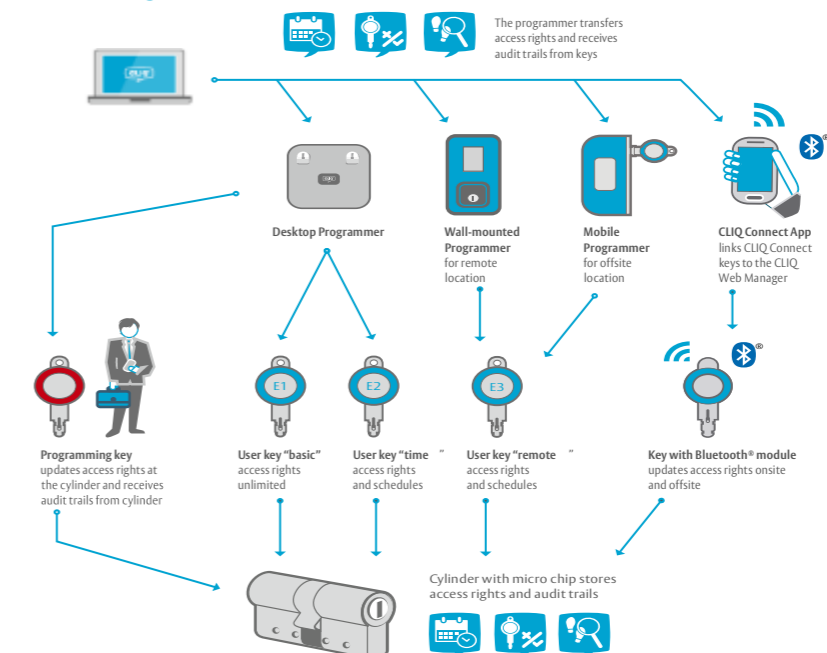 The programmer transfers
access rights and receives
audit trails from keys
®
Desktop Programmer
Wall-mounted
Programmer
for remote
location
Mobile
Programmer
for offsite
location
CLIQ Connect App
links CLIQ Connect
keys to the CLIQ
Web Manager
®
E1
E2
E3
Programming key
updates access rights at
the cylinder and receives
audit trails from cylinder
User key “basic”
access rights
unlimited
User key “time ”
access rights
and schedules
User key “remote ”
access rights
and schedules
Key with Bluetooth® module
updates access rights onsite
and offsite
Cylinder with micro chip stores
access rights and audit trails